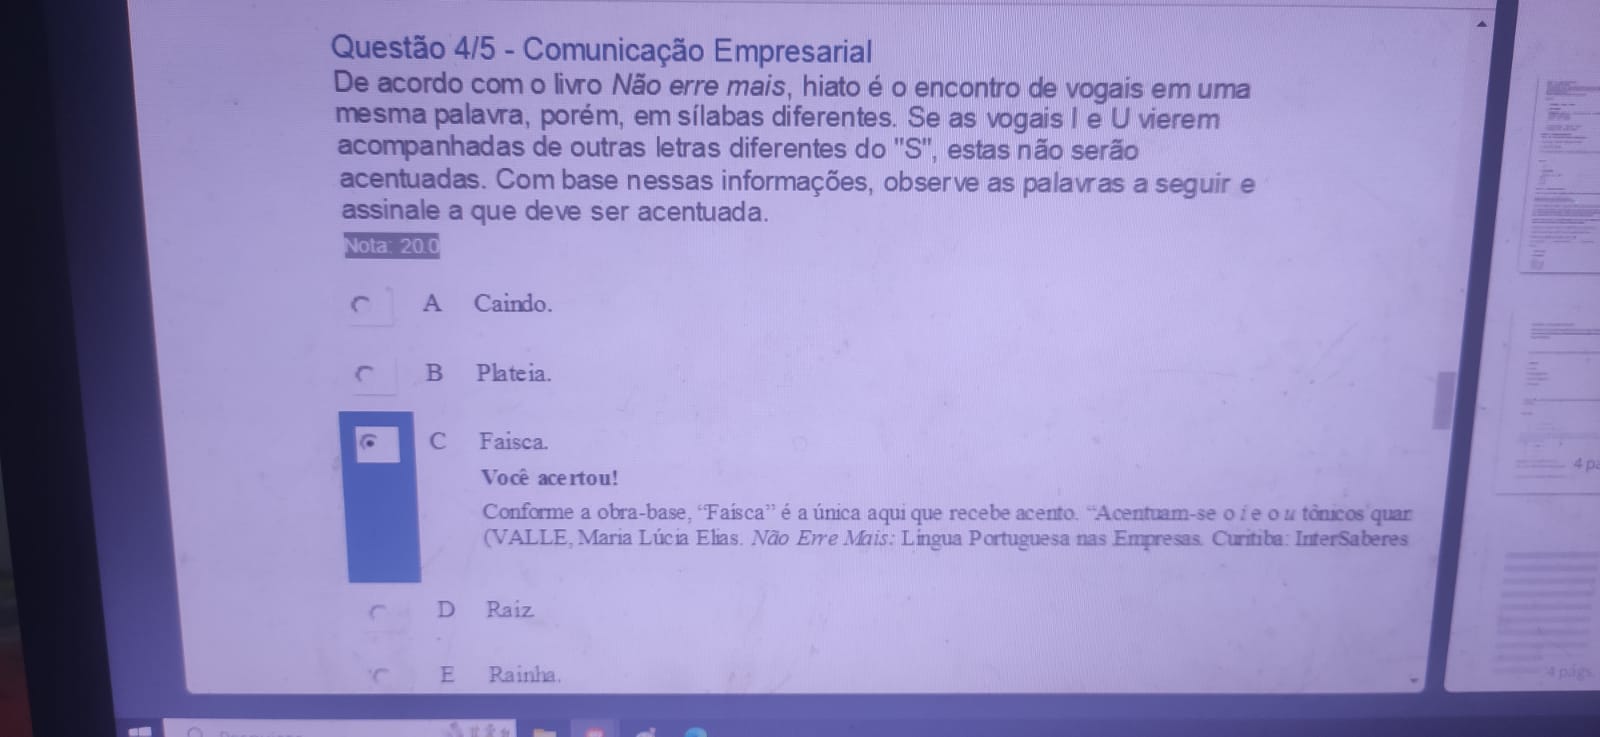 Questão 4/5 - Comunicação Empresarial
De acordo com o livro Não erre mais, hiato é o encontro de vogais em uma
mesma palavra, porém, em sílabas diferentes. Se as vogais I e U vierem
acompanhadas de outras letras diferentes do "S", estas não serão
acentuadas. Com base nessas informações, observe as palavras a seguir e
assinale a que deve ser acentuada.
Nota: 20.0
A Caindo.
B Plateia.
C Faisca.
Você acertou!
Conforme a obra-base, “Faísca” é a única aqui que recebe acento. “Acentuam-se o i e o u tônicos quan
(VALLE, Maria Lúcia Elias. Não Erre Mais: Língua Portuguesa nas Empresas. Curitiba: InterSaberes
D Raiz
E Rainha.
4 pá
4 págs.